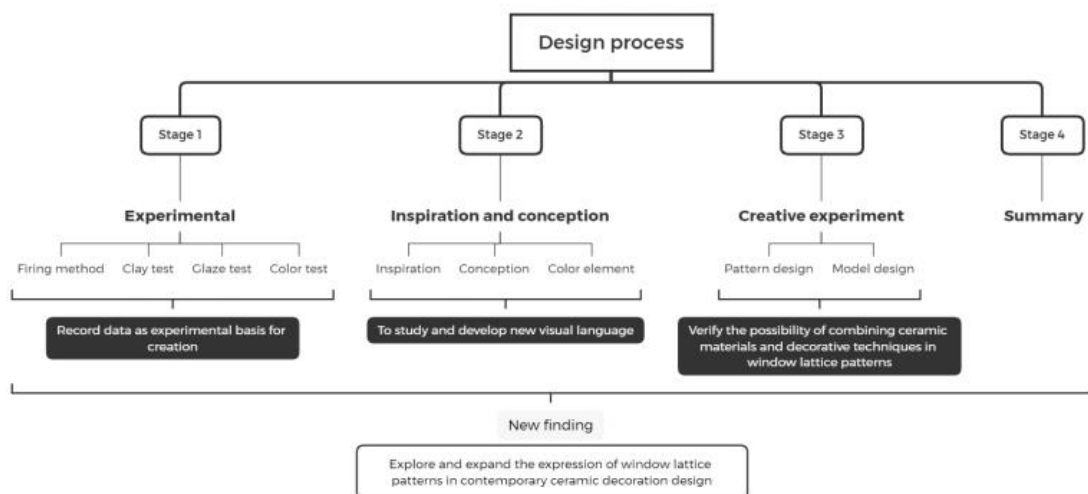 Design process
Stage 1
Stage 2
Stage 3
Stage 4
Experimental
Inspiration and conception
Creative experiment
Summary
Firing method
Clay test
Glaze test
Color test
Inspiration
Conception
Color element
Pattern design
Model design
Record data as experimental basis for
creation
To study and develop new visual language
Verify the possibility of combining ceramic
materials and decorative techniques in
window lattice patterns
New finding
Explore and expand the expression of window lattice
patterns in contemporary ceramic decoration design